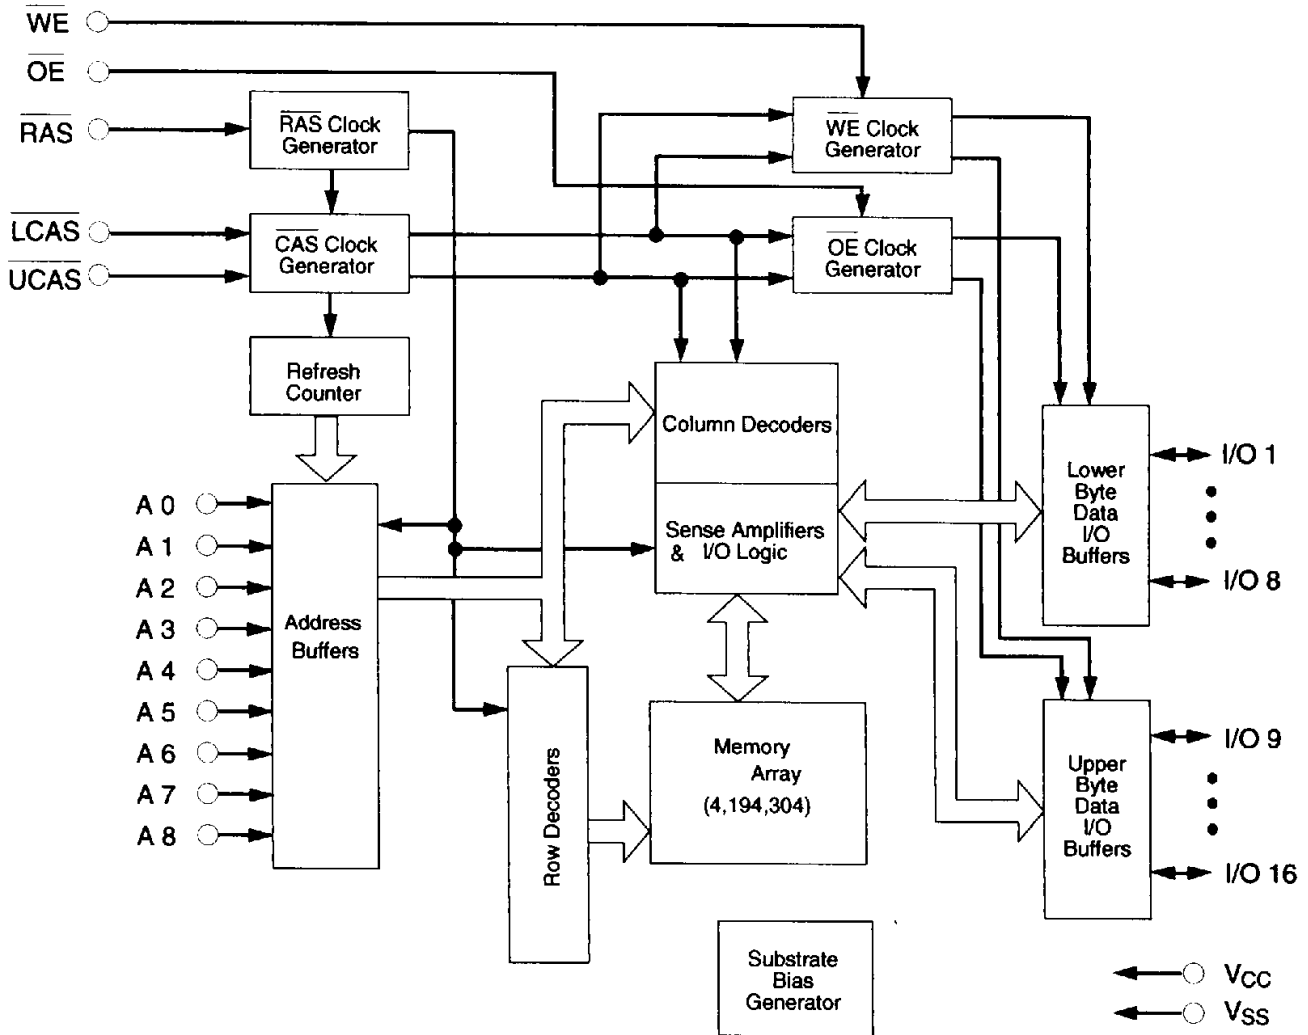 WE
OE
RAS
LCAS
UCAS
RAS Clock
Generator
CAS Clock
Generator
Refresh
Counter
WE Clock
Generator
OE Clock
Generator
Column Decoders
Sense Amplifiers
& I/O Logic
Lower
Byte
Data
I/O
Buffers
I/O 1
I/O 8
A 0
A 1
A 2
A 3
A 4
A 5
A 6
A 7
A 8
Address
Buffers
Row Decoders
Memory
Array
(4,194,304)
Upper
Byte
Data
I/O
Buffers
I/O 9
I/O 16
Substrate
Bias
Generator
VCC
VSS